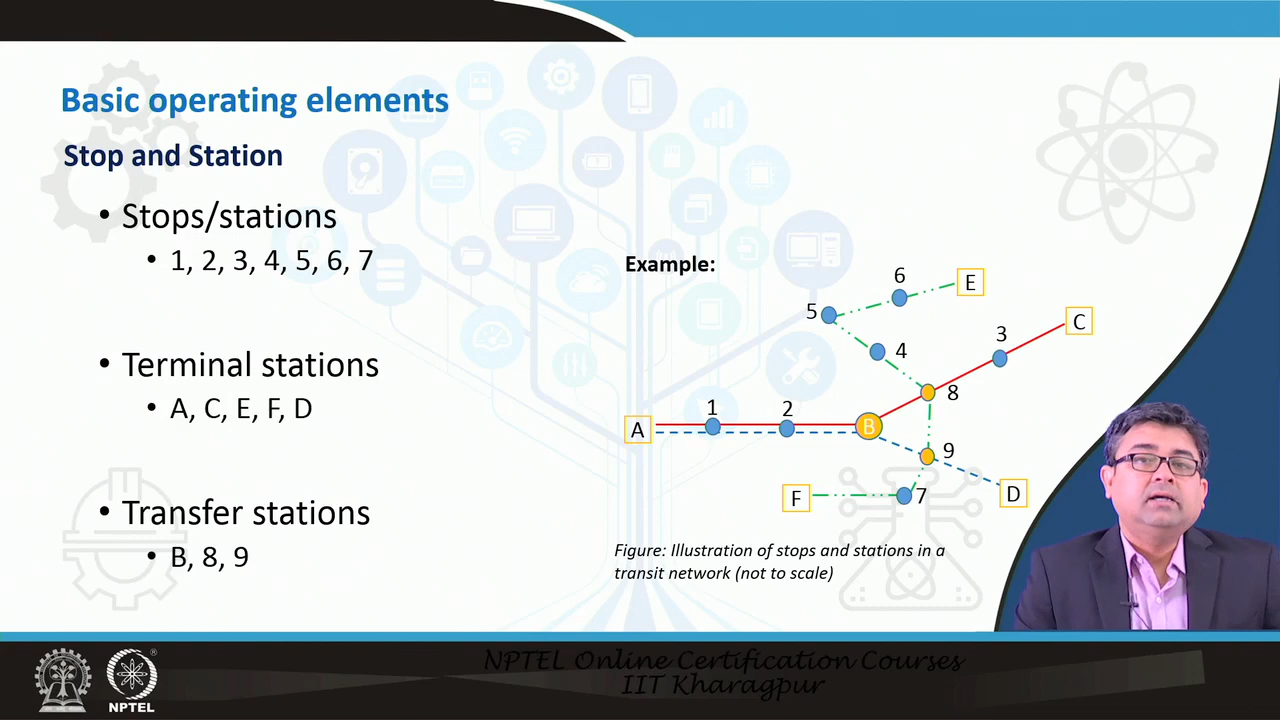 Basic operating elements
Stop and Station
• Stops/stations
• 1, 2, 3, 4, 5, 6, 7
• Terminal stations
• A, C, E, F, D
• Transfer stations
• B, 8, 9
Example:
6
E
5
C
3
4
8
1
2
A
B
9
D
F
7
Figure: Illustration of stops and stations in a
transit network (not to scale)
NPTEL
NPTEL Online Certification Courses
IIT Kharagpur